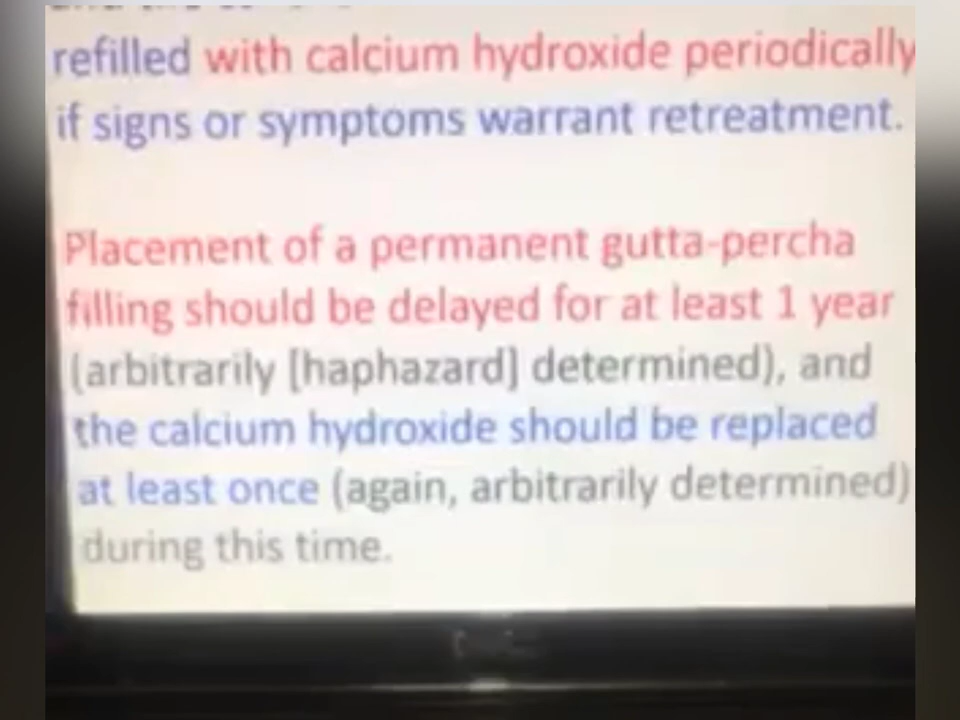 refilled with calcium hydroxide periodically
if signs or symptoms warrant retreatment.
Placement of a permanent gutta-percha
filling should be delayed for at least 1 year
(arbitrarily [haphazard] determined), and
the calcium hydroxide should be replaced
at least once (again, arbitrarily determined)
during this time.